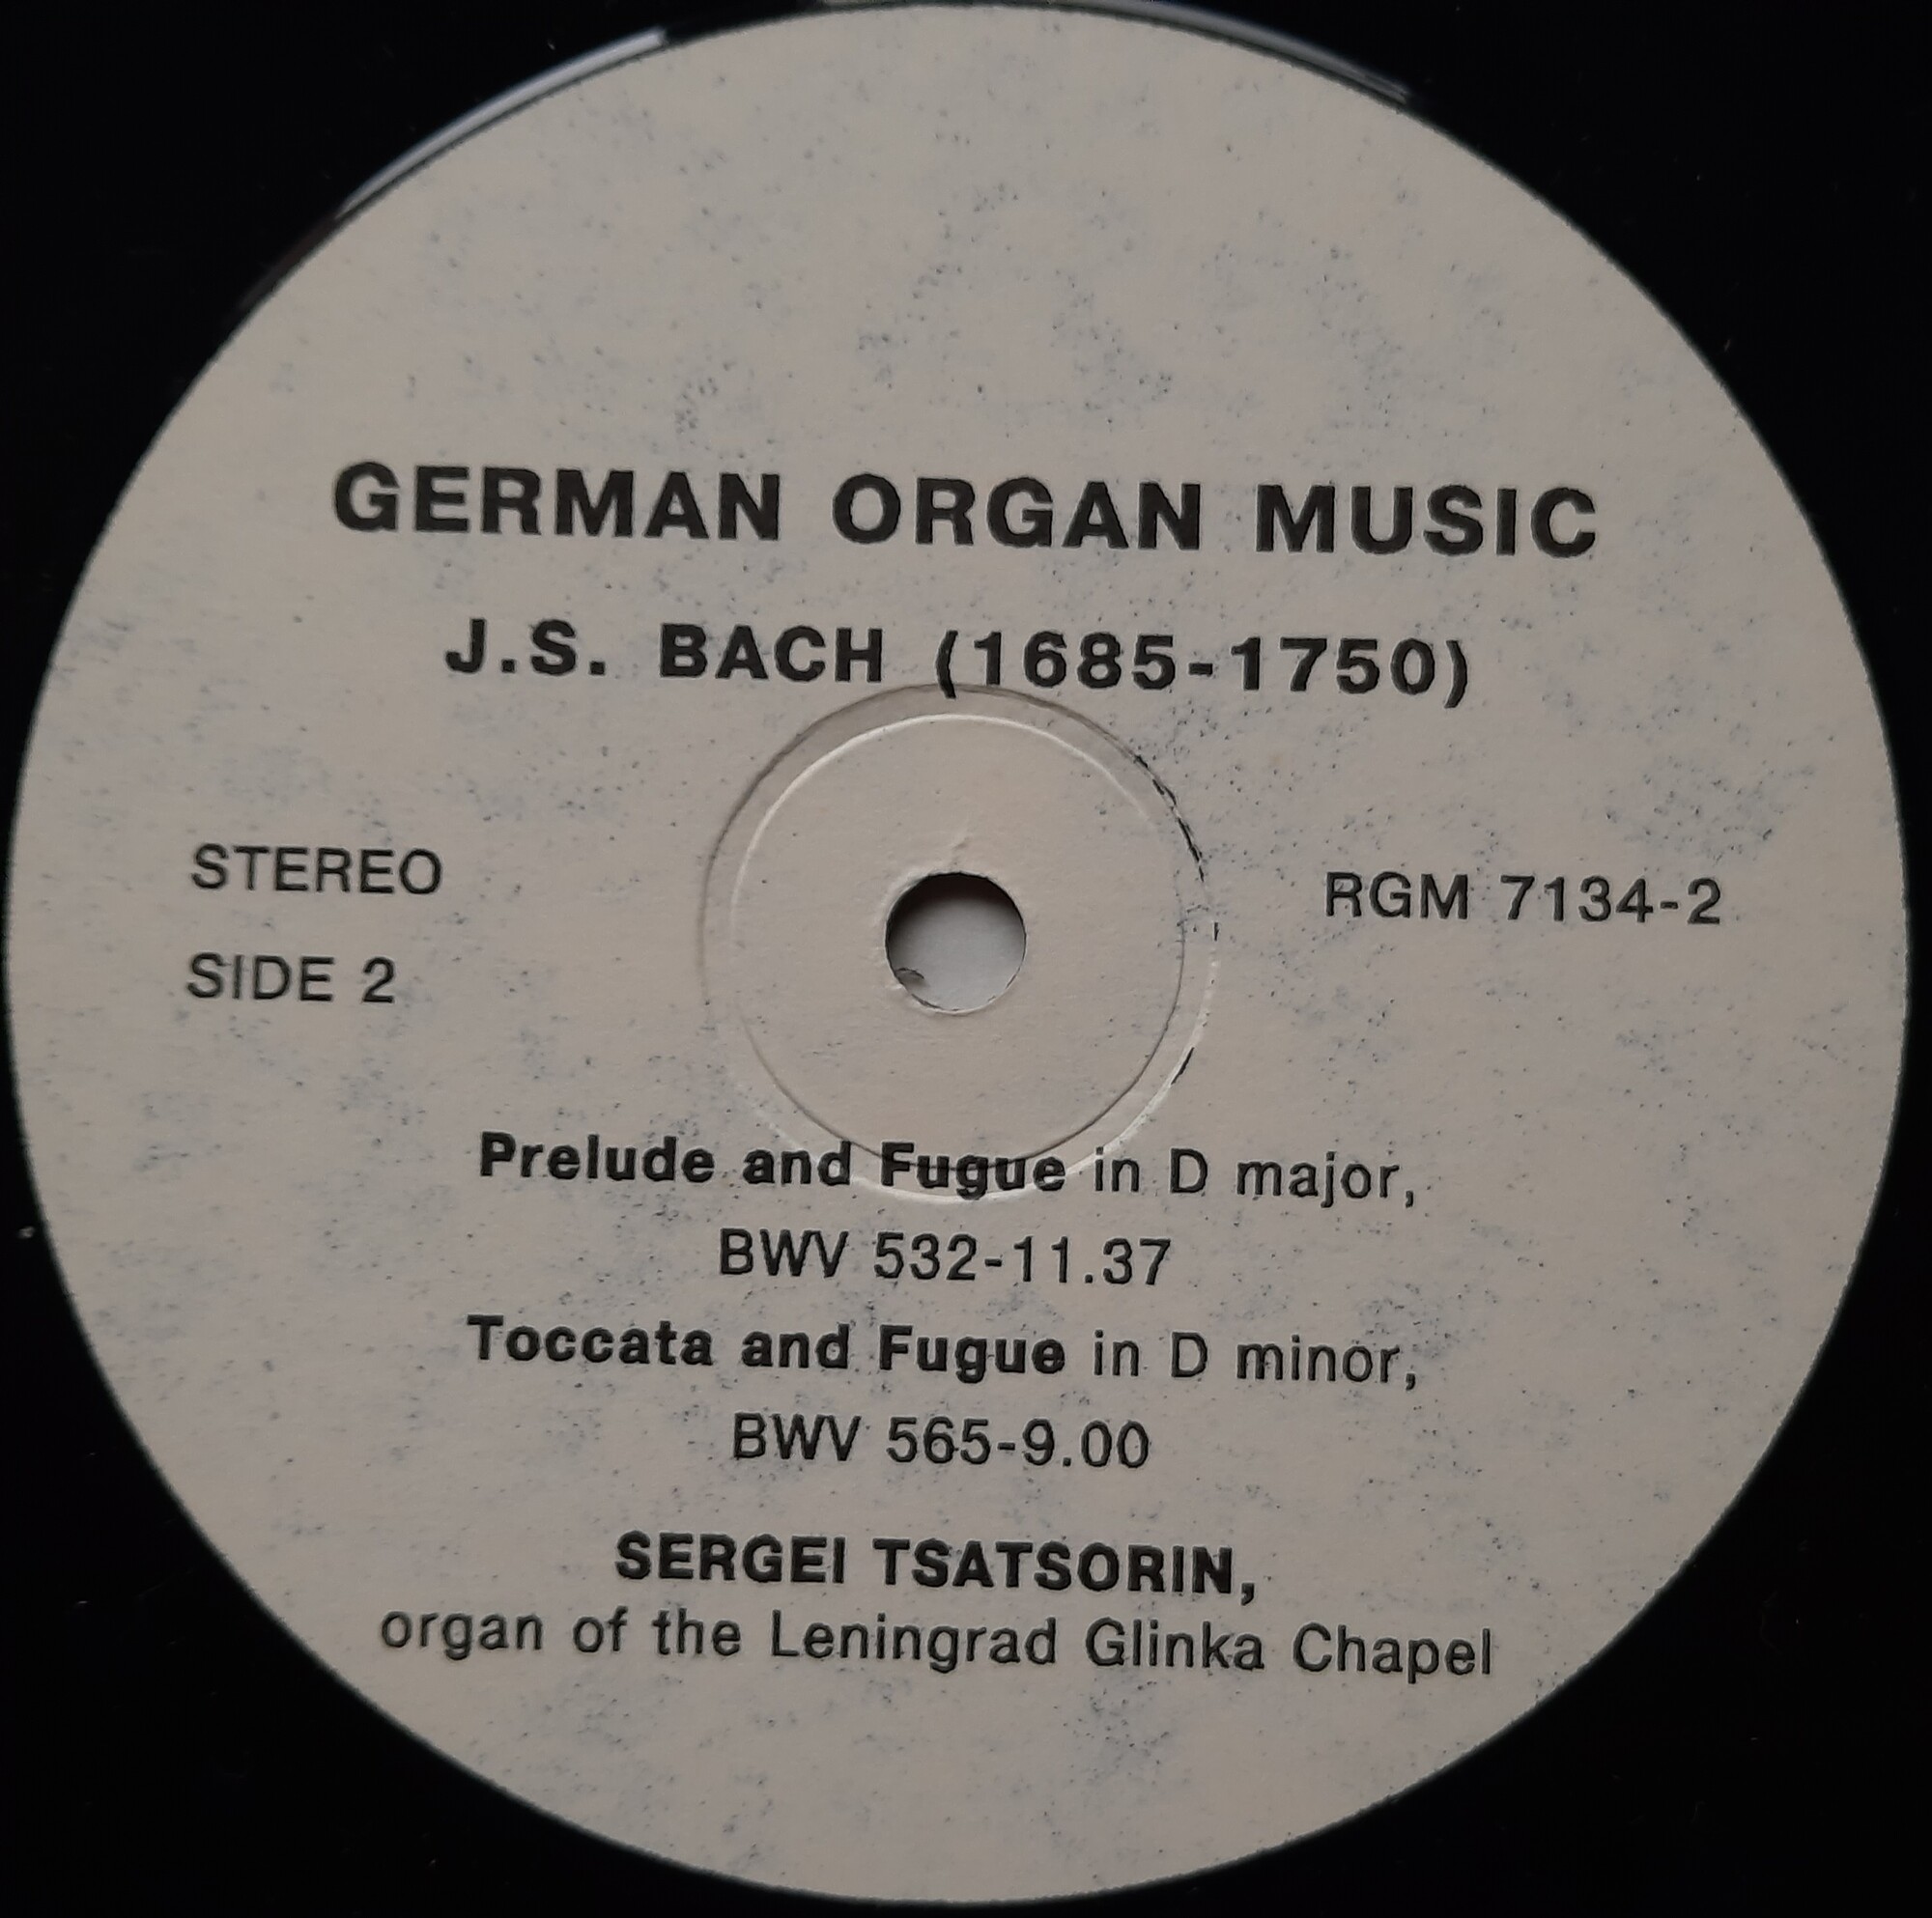 GERMAN ORGAN MUSIC
J.S. BACH (1685-1750)
STEREO
RGM 7134-2
SIDE 2
Prelude and Fugue in D major,
BWV 532-11.37
Toccata and Fugue in D minor,
BWV 565-9.00
SERGEI TSATSORIN,
organ of the Leningrad Glinka Chapel